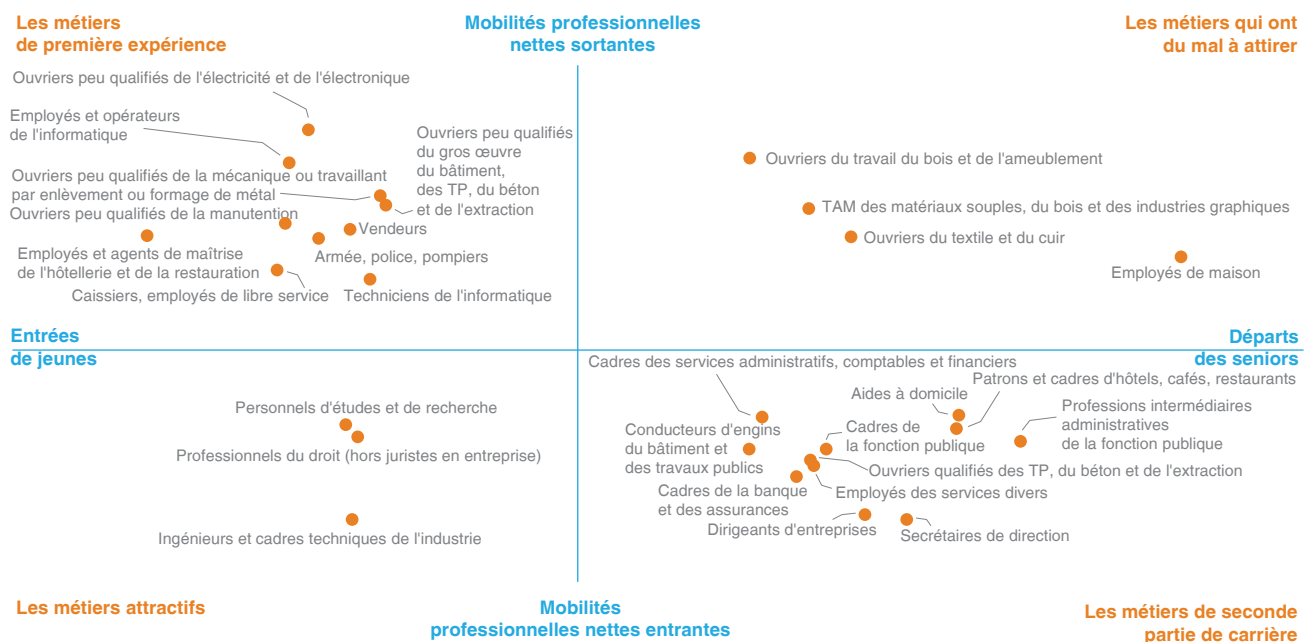 Les métiers
de première expérience
Mobilités professionnelles
nettes sortantes
Les métiers qui ont
du mal à attirer
Ouvriers peu qualifiés de l'électricité et de l'électronique
Employés et opérateurs
de l'informatique
Ouvriers peu qualifiés
du gros œuvre
du bâtiment,
des TP, du béton
et de l'extraction
Ouvriers peu qualifiés de la mécanique ou travaillant
par enlèvement ou formage de métal
Ouvriers peu qualifiés de la manutention
Vendeurs
Employés et agents de maîtrise
de l'hôtellerie et de la restauration
Armée, police, pompiers
Caissiers, employés de libre service
Techniciens de l'informatique
Ouvriers du travail du bois et de l'ameublement
TAM des matériaux souples, du bois et des industries graphiques
Ouvriers du textile et du cuir
Employés de maison
Entrées
de jeunes
Départs
des seniors
Personnels d'études et de recherche
Professionnels du droit (hors juristes en entreprise)
Ingénieurs et cadres techniques de l'industrie
Cadres des services administratifs, comptables et financiers
Patrons et cadres d'hôtels, cafés, restaurants
Aides à domicile
Professions intermédiaires
administratives
de la fonction publique
Conducteurs d'engins
du bâtiment et
des travaux publics
Cadres de
la fonction publique
Ouvriers qualifiés des TP, du béton et de l'extraction
Cadres de la banque
et des assurances
Employés des services divers
Dirigeants d'entreprises
Secrétaires de direction
Les métiers attractifs
Mobilités
professionnelles nettes entrantes
Les métiers de seconde
partie de carrière